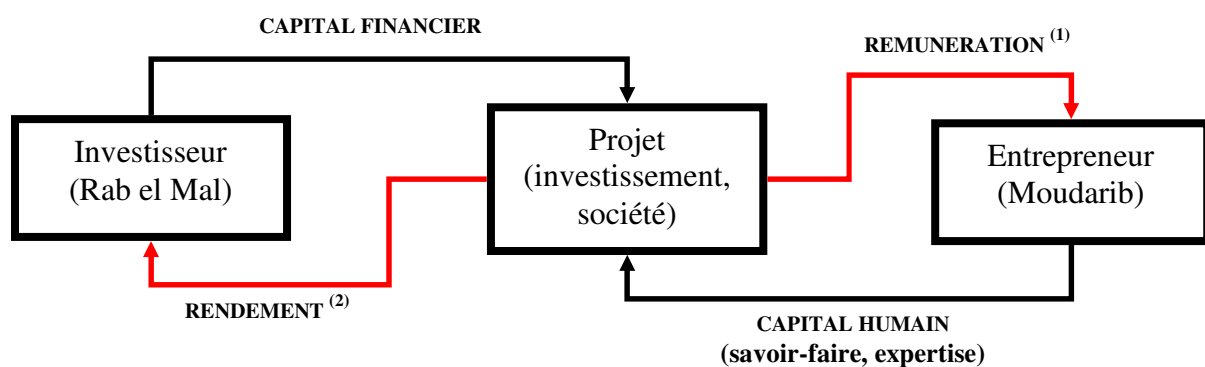 CAPITAL FINANCIER
REMUNERATION (1)
Investisseur
(Rab el Mal)
Projet
(investissement,
société)
Entrepreneur
(Moudarib)
RENDEMENT (2)
CAPITAL HUMAIN
(savoir-faire, expertise)